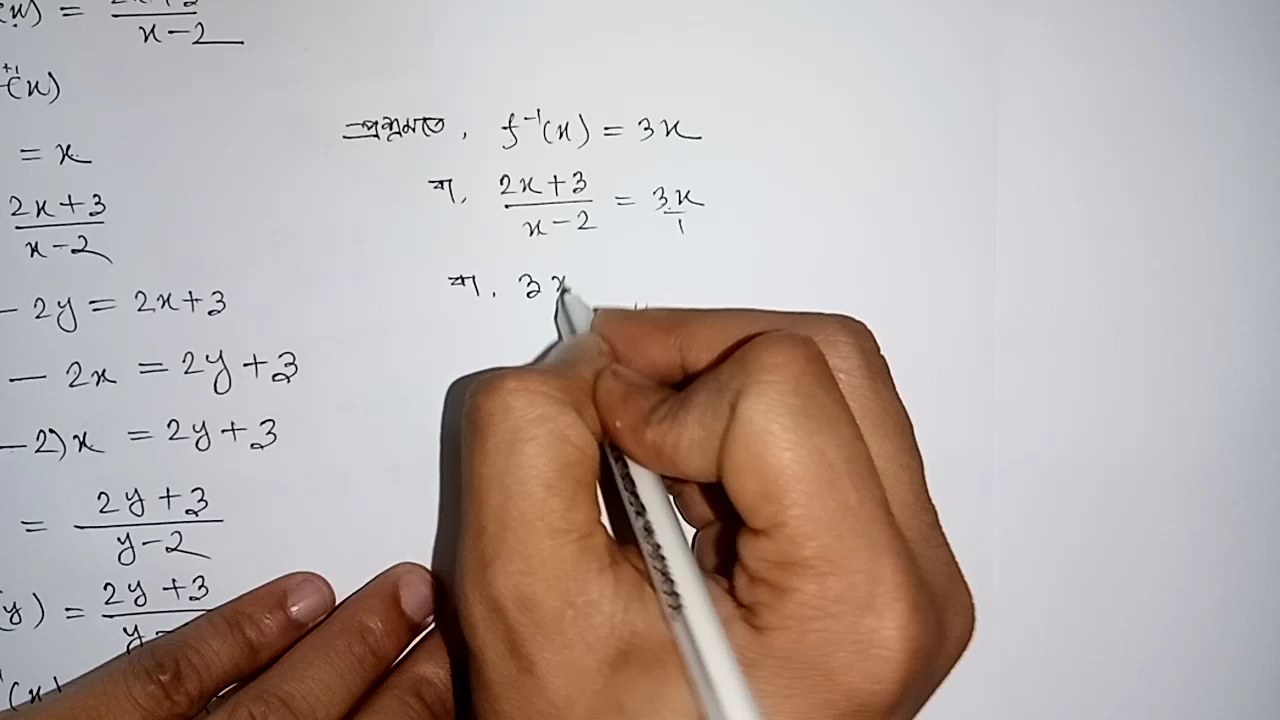 (x) = 2x+3 / x-2
(x)
= x
2x+3 / x-2
- 2y = 2x+3
- 2x = 2y+3
-2)x = 2y+3
= 2y+3 / y-2
(y) = 2y+3
(x)
প্রশ্নমতে, f⁻¹(x) = 3x
বা, 2x+3 / x-2 = 3x / 1
বা, 3x